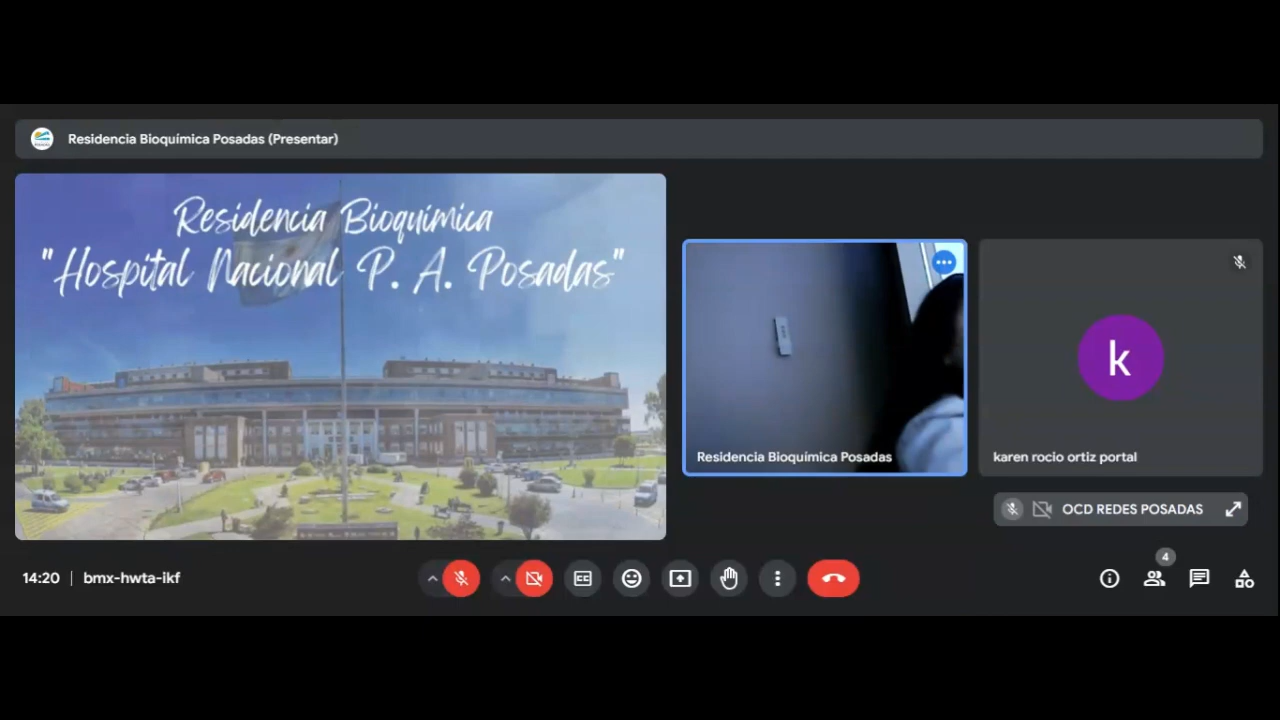 Residencia Bioquímica Posadas (Presentar)
Residencia Bioquímica
"Hospital Nacional P. A. Posadas"
Residencia Bioquímica Posadas
k
karen rocio ortiz portal
OCD REDES POSADAS
14:20 | bmx-hwta-ikf
CC
4